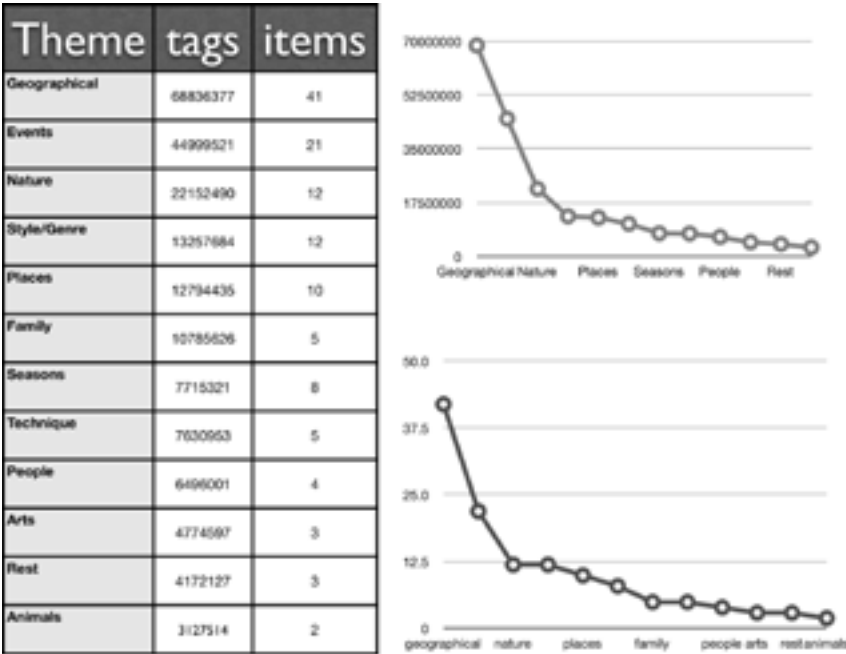 Theme tags items
Geographical 68836377 41
Events 44999521 21
Nature 22152490 12
Style/Genre 13257684 12
Places 12794435 10
Family 10785626 5
Seasons 7715321 8
Technique 7630953 5
People 6496001 4
Arts 4774597 3
Rest 4172127 3
Animals 3127514 2
70000000
52500000
35000000
17500000
0
Geographical Nature Places Seasons People Rest
50.0
37.5
25.0
12.5
0
geographical nature places family people arts rest animals